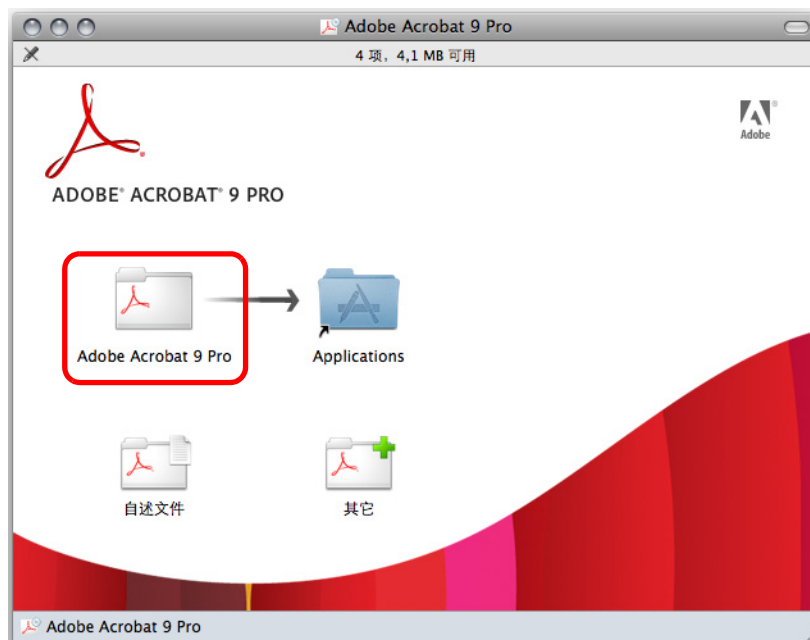 Adobe Acrobat 9 Pro
4 项，4,1 MB 可用
Adobe
ADOBE® ACROBAT® 9 PRO
Adobe Acrobat 9 Pro
Applications
自述文件
其它
Adobe Acrobat 9 Pro